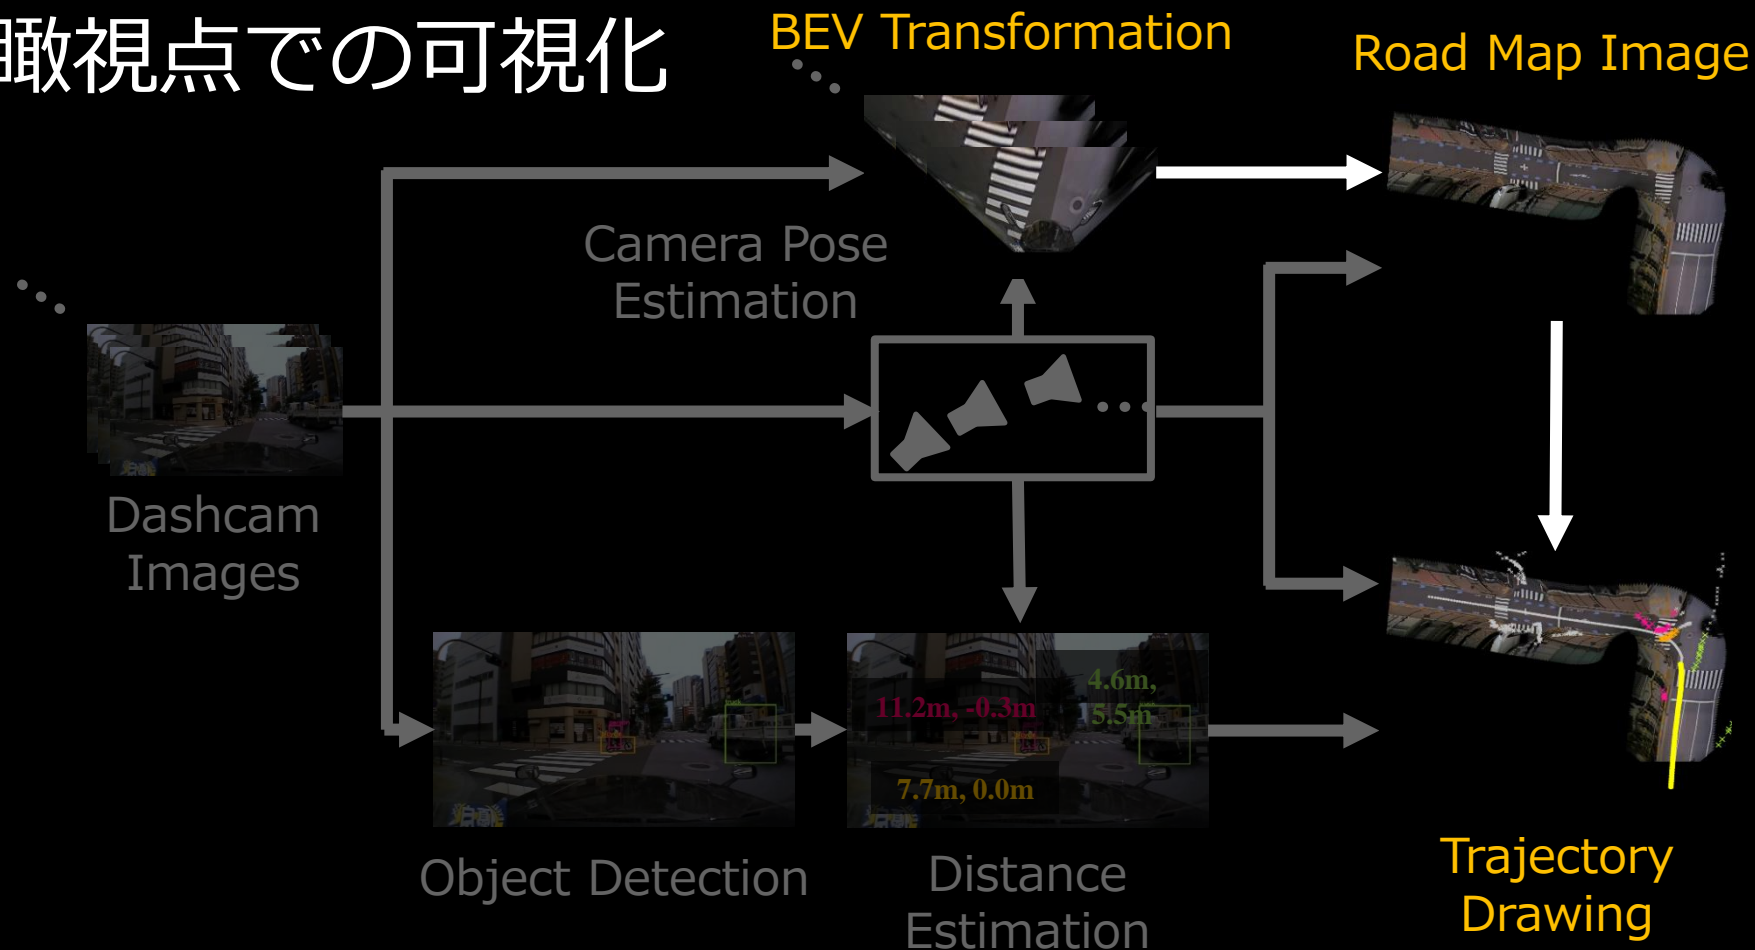 瞰視点での可視化
BEV Transformation
Road Map Image
Camera Pose
Estimation
Dashcam
Images
4.6m,
5.5m
11.2m, -0.3m
7.7m, 0.0m
Object Detection
Distance
Estimation
Trajectory
Drawing